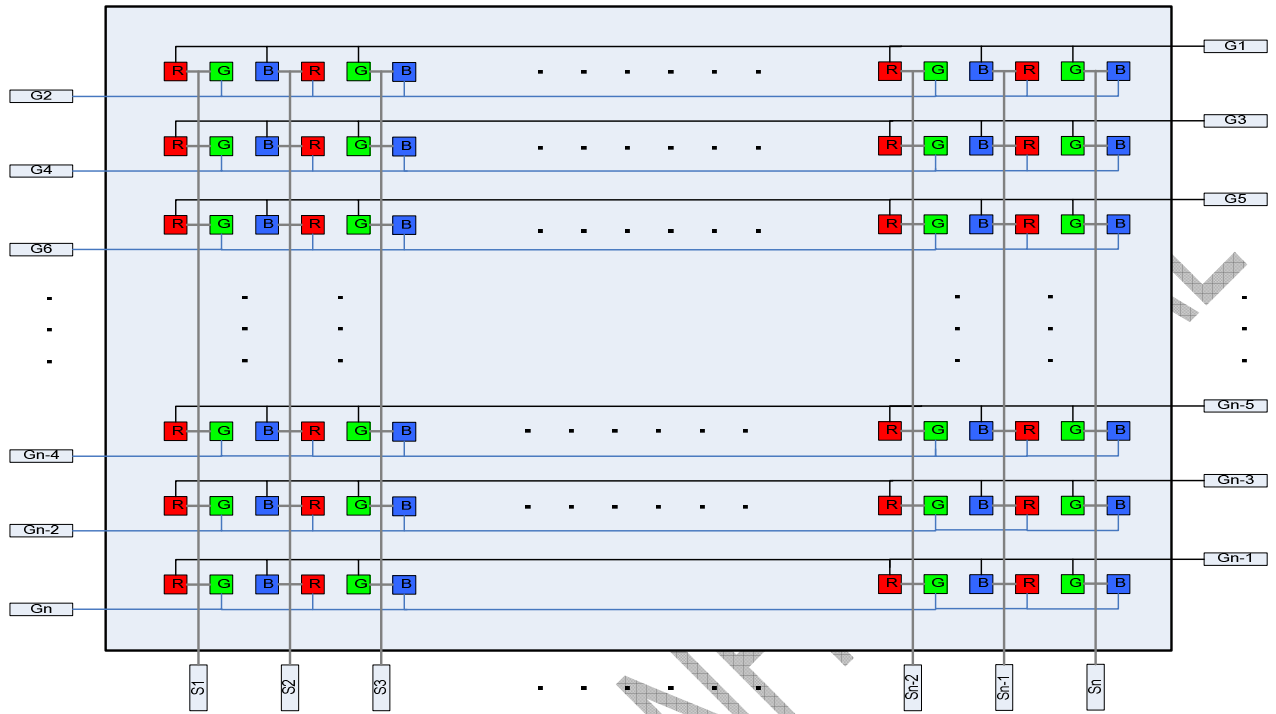 G1
R G B R G B R G B R G B
G2
G3
R G B R G B R G B R G B
G4
G5
R G B R G B R G B R G B
G6
Gn-5
R G B R G B R G B R G B
Gn-4
Gn-3
R G B R G B R G B R G B
Gn-2
Gn-1
R G B R G B R G B R G B
Gn
S1 S2 S3 Sn-2 Sn-1 Sn